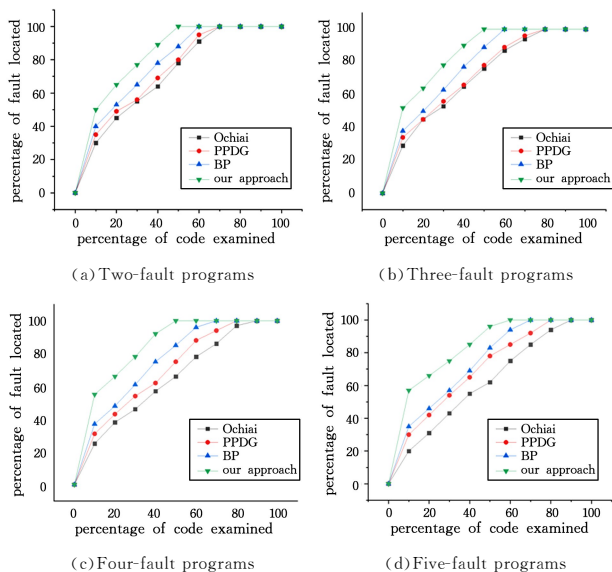 100
80
60
40
20
0
percentage of fault located
Ochiai
PPDG
BP
our approach
0 20 40 60 80 100
percentage of code examined
(a)Two-fault programs
100
80
60
40
20
0
percentage of fault located
Ochiai
PPDG
BP
our approach
0 20 40 60 80 100
percentage of code examined
(b)Three-fault programs
100
80
60
40
20
0
percentage of fault located
Ochiai
PPDG
BP
our approach
0 20 40 60 80 100
percentage of code examined
(c)Four-fault programs
100
80
60
40
20
0
percentage of fault located
Ochiai
PPDG
BP
our approach
0 20 40 60 80 100
percentage of code examined
(d)Five-fault programs